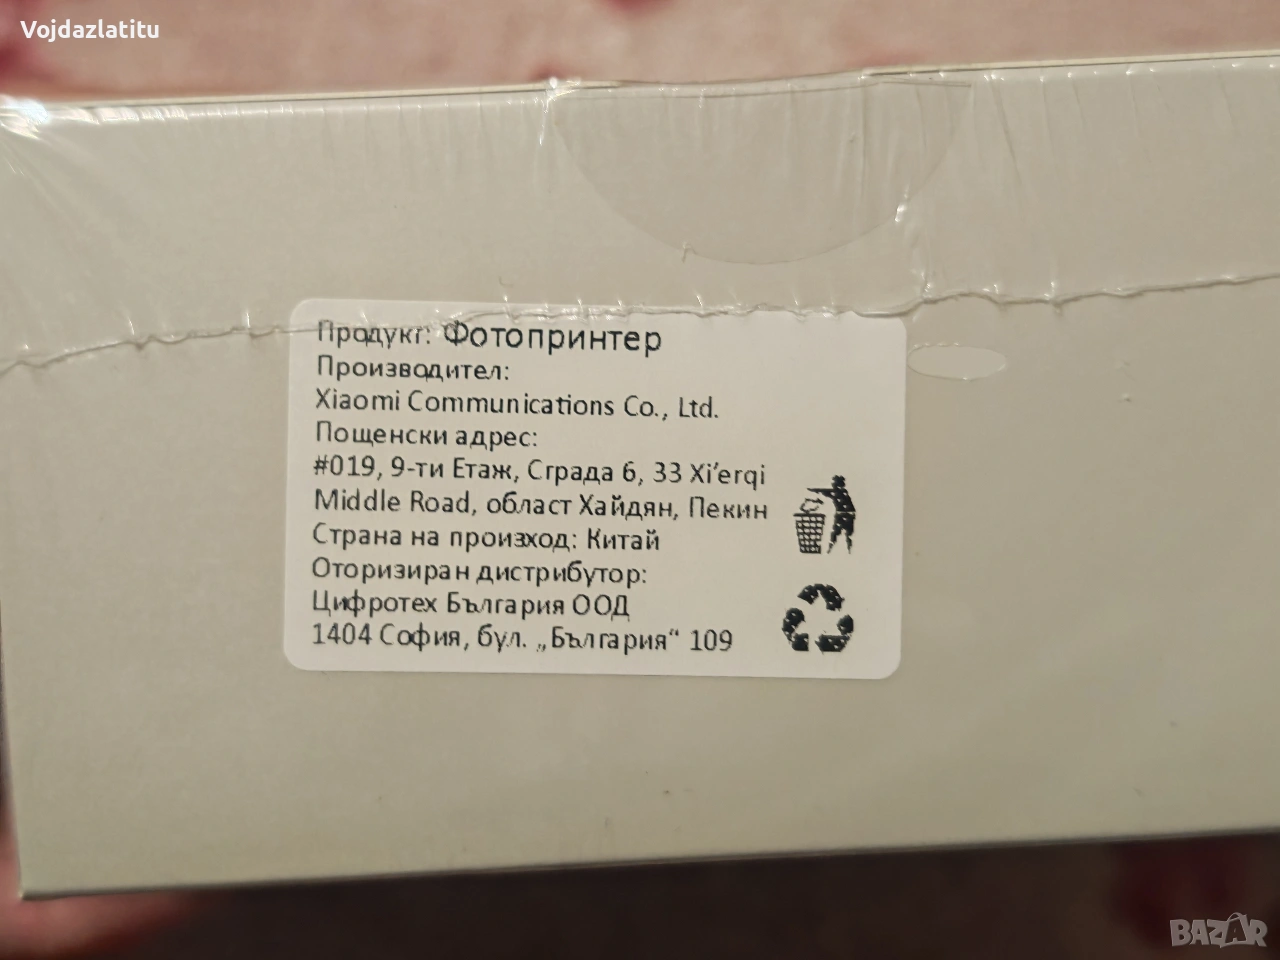 Vojdazlatitu
Продукт: Фотопринтер
Производител:
Xiaomi Communications Co., Ltd.
Пощенски адрес:
#019, 9-ти Етаж, Сграда 6, 33 Xi’erqi
Middle Road, област Хайдян, Пекин
Страна на произход: Китай
Оторизиран дистрибутор:
Цифротех България ООД
1404 София, бул. „България“ 109
BAZAR